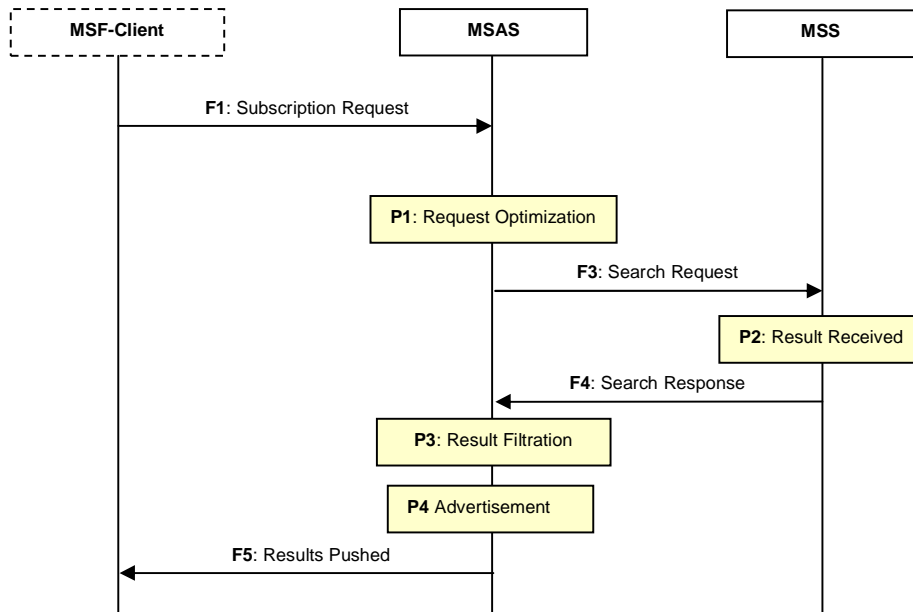 MSF-Client
MSAS
MSS
F1: Subscription Request
P1: Request Optimization
F3: Search Request
P2: Result Received
F4: Search Response
P3: Result Filtration
P4 Advertisement
F5: Results Pushed